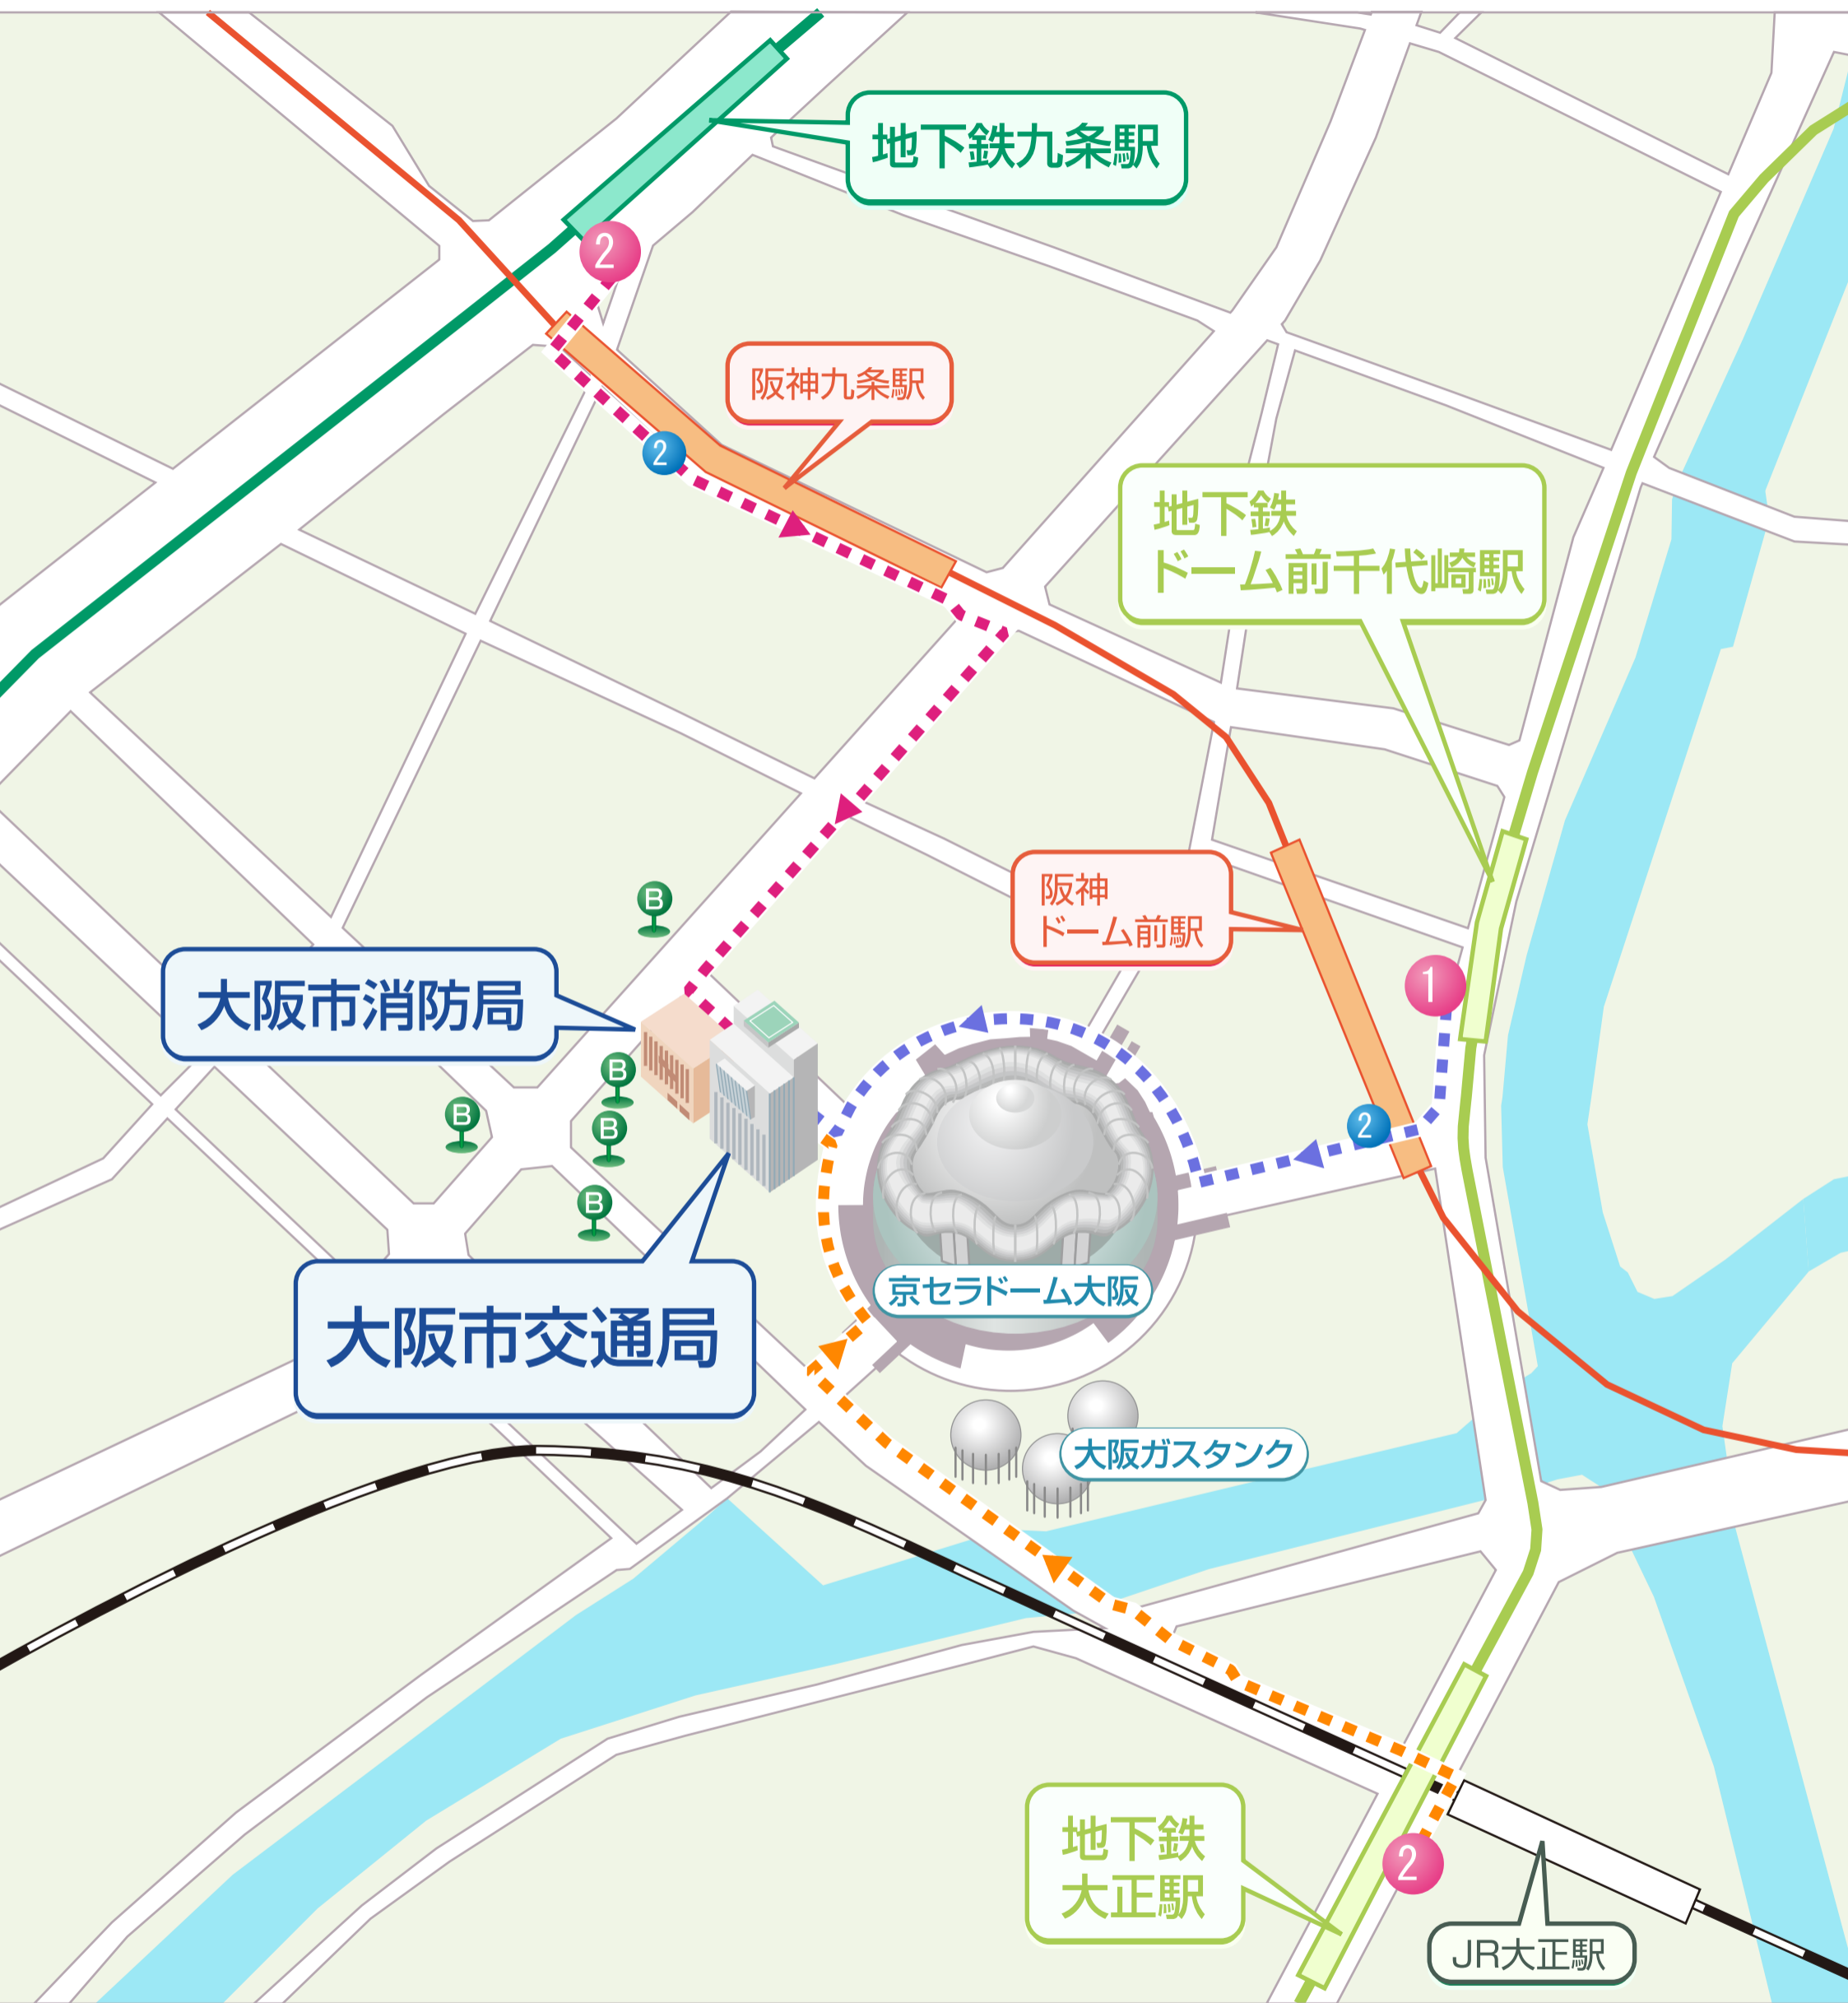 地下鉄九条駅
2
阪神九条駅
2
地下鉄
ドーム前千代崎駅
阪神
ドーム前駅
B
大阪市消防局
1
B
B
B
2
B
京セラドーム大阪
大阪市交通局
大阪ガスタンク
地下鉄
大正駅
2
JR大正駅